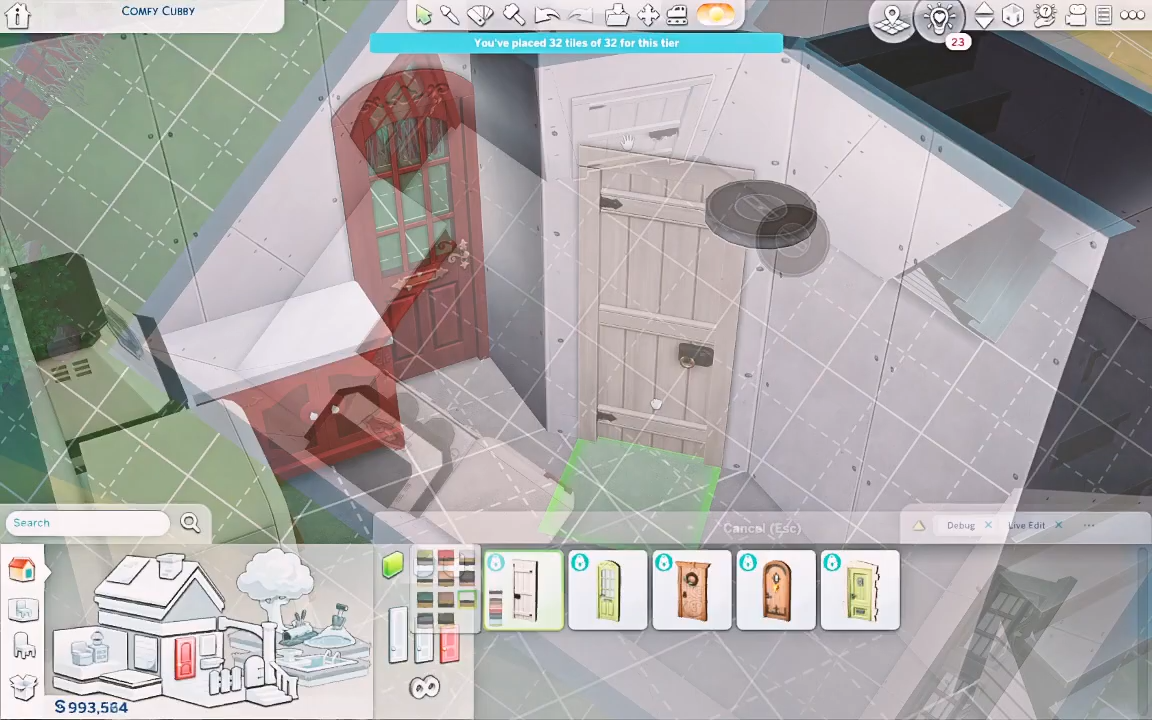 COMFY CUBBY
You've placed 32 tiles of 32 for this tier
23
Cancel (Esc)
Search
Debug
Live Edit
$993,564